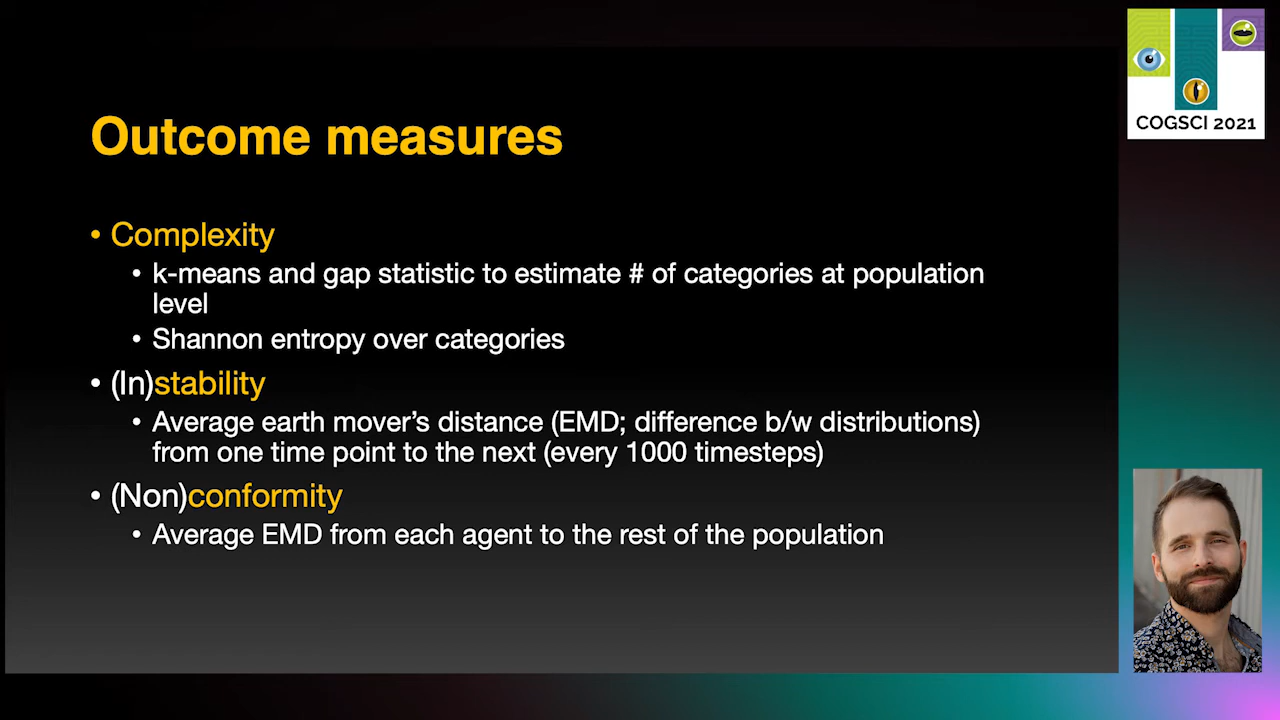 Outcome measures
• Complexity
• k-means and gap statistic to estimate # of categories at population
level
• Shannon entropy over categories
• (In)stability
• Average earth mover's distance (EMD; difference b/w distributions)
from one time point to the next (every 1000 timesteps)
• (Non)conformity
• Average EMD from each agent to the rest of the population
COGSCI 2021